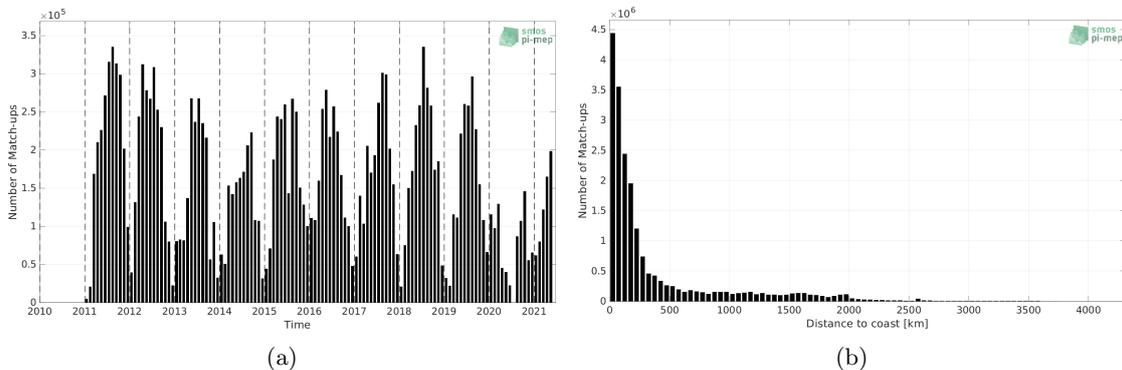 ×10^5
3.5
3
2.5
2
1.5
1
0.5
0
Number of Match-ups
2010 2011 2012 2013 2014 2015 2016 2017 2018 2019 2020 2021
Time
smos
pi-mep
(a)
×10^6
4.5
4
3.5
3
2.5
2
1.5
1
0.5
0
Number of Match-ups
0 500 1000 1500 2000 2500 3000 3500 4000
Distance to coast [km]
smos
pi-mep
(b)